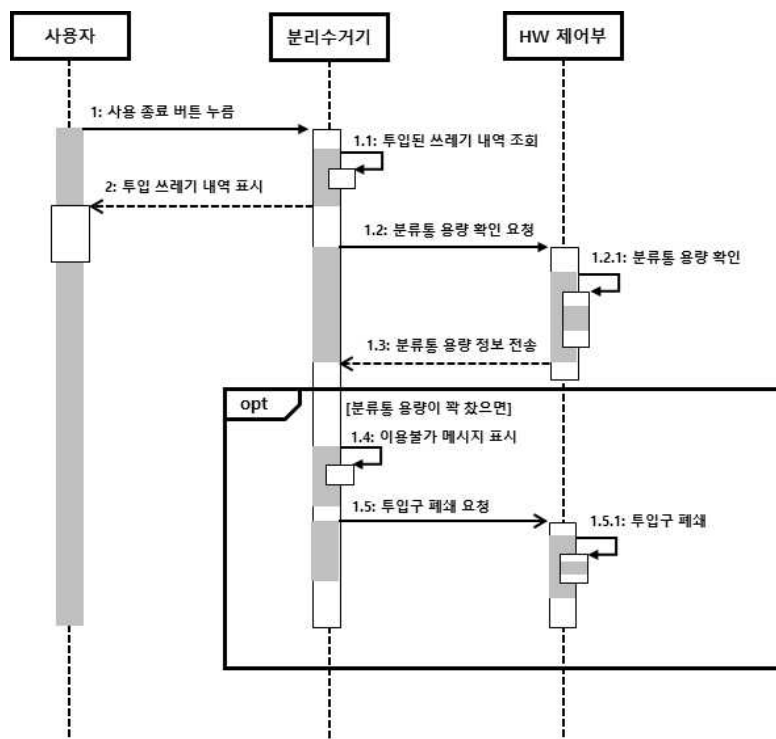 사용자
분리수거기
HW 제어부
1: 사용 종료 버튼 누름
1.1: 투입된 쓰레기 내역 조회
2: 투입 쓰레기 내역 표시
1.2: 분류통 용량 확인 요청
1.2.1: 분류통 용량 확인
1.3: 분류통 용량 정보 전송
opt
[분류통 용량이 꽉 찼으면]
1.4: 이용불가 메시지 표시
1.5: 투입구 폐쇄 요청
1.5.1: 투입구 폐쇄